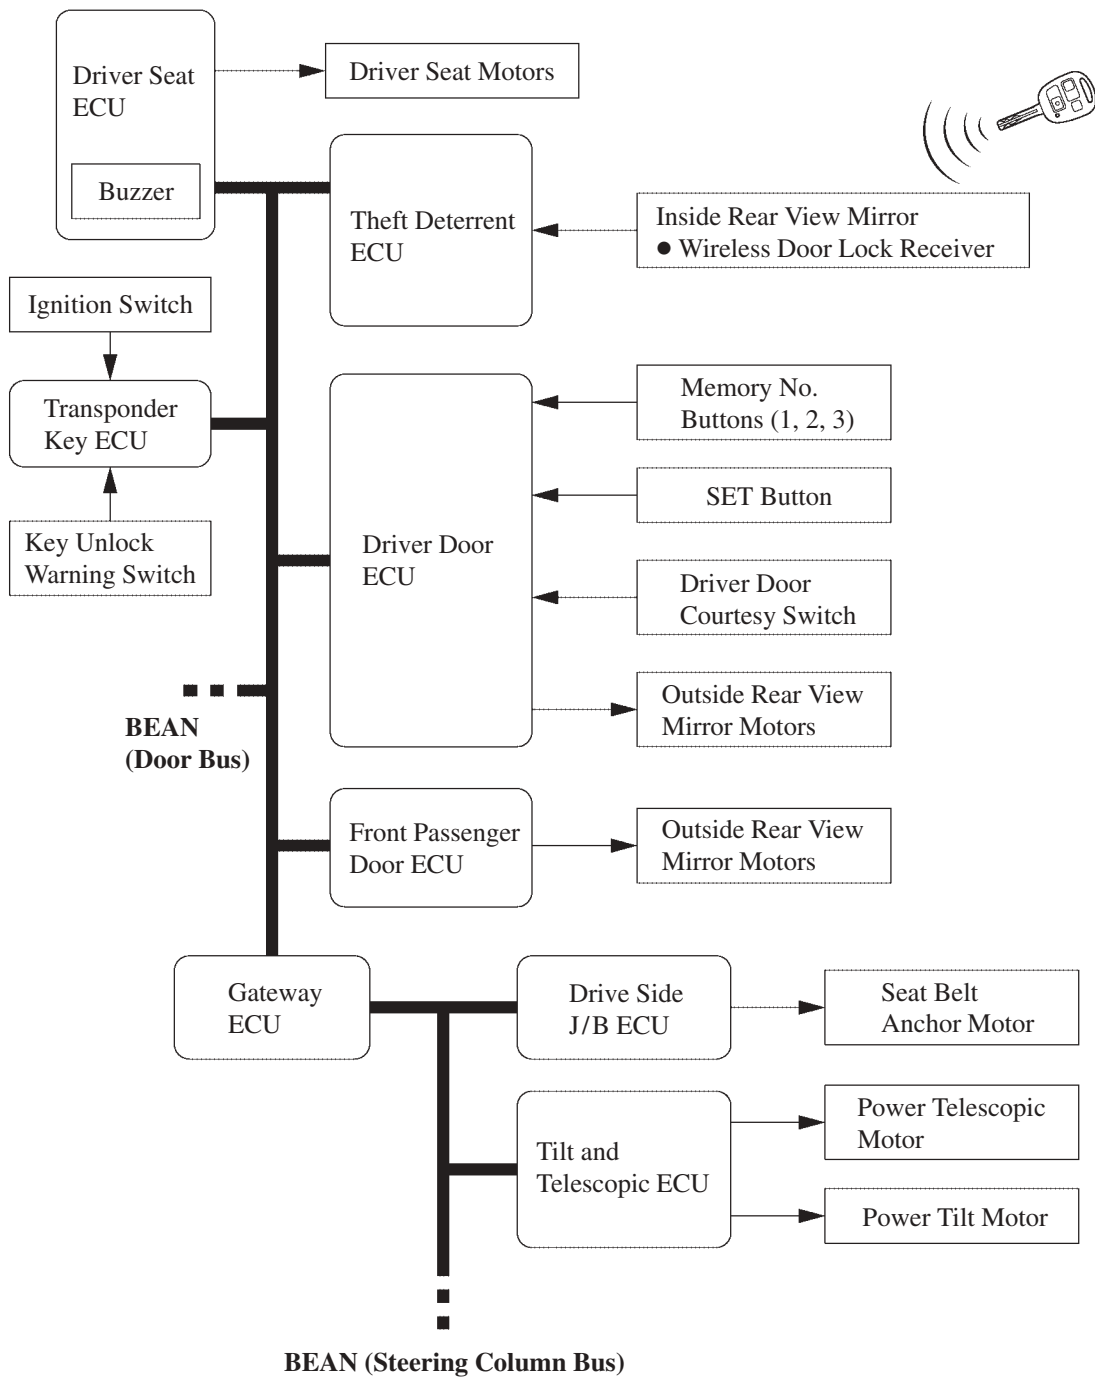 Driver Seat
ECU
Buzzer
Driver Seat Motors
Theft Deterrent
ECU
Inside Rear View Mirror
● Wireless Door Lock Receiver
Ignition Switch
Transponder
Key ECU
Key Unlock
Warning Switch
Driver Door
ECU
Memory No.
Buttons (1, 2, 3)
SET Button
Driver Door
Courtesy Switch
Outside Rear View
Mirror Motors
BEAN
(Door Bus)
Front Passenger
Door ECU
Outside Rear View
Mirror Motors
Gateway
ECU
Drive Side
J/B ECU
Seat Belt
Anchor Motor
Tilt and
Telescopic ECU
Power Telescopic
Motor
Power Tilt Motor
BEAN (Steering Column Bus)